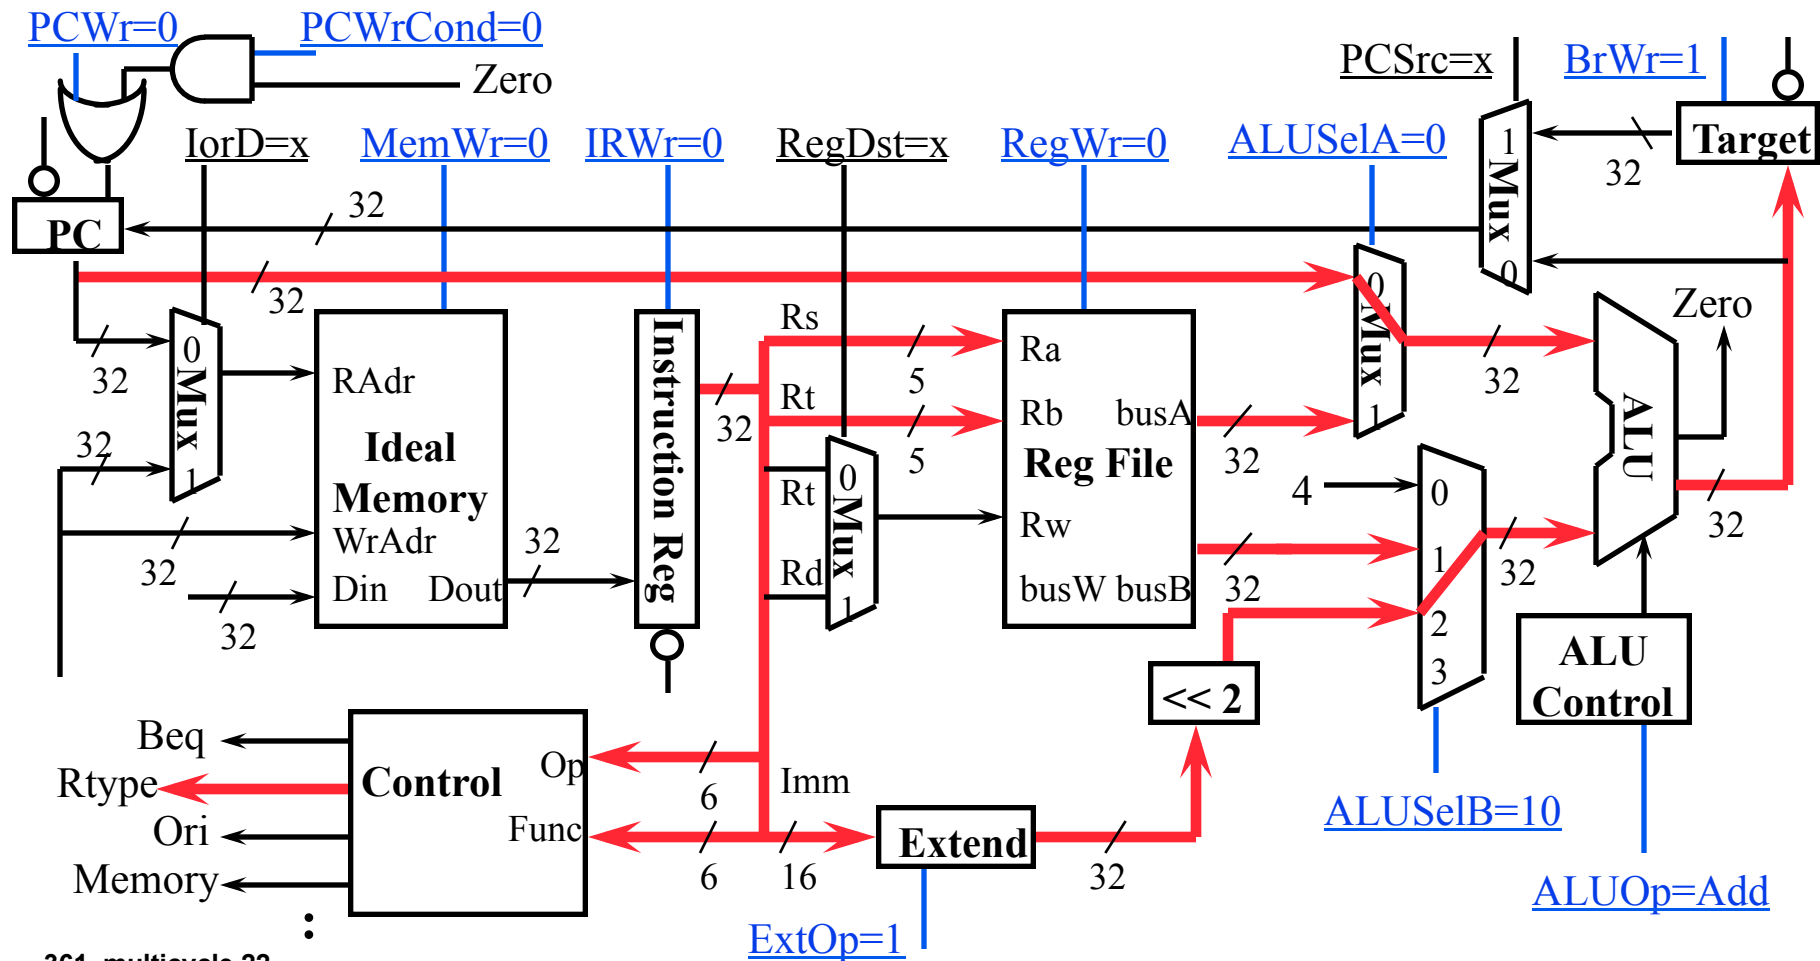 PCWr=0
PCWrCond=0
Zero
PCSrc=x
BrWr=1
IorD=x
MemWr=0
IRWr=0
RegDst=x
RegWr=0
ALUSelA=0
1
Mux
0
Target
32
PC
32
32
32
0
Mux
1
32
32
32
RAdr
Ideal
Memory
WrAdr
Din
Dout
32
Instruction Reg
32
Rs
5
Rt
5
Rt
Rd
0
Mux
1
Ra
Rb
busA
Reg File
Rw
busW
busB
32
32
0
Mux
1
32
4
0
1
2
3
32
ALU
Zero
32
<< 2
ALU
Control
Beq
Rtype
Ori
Memory
:
Control
Op
Func
6
6
Imm
16
Extend
32
ExtOp=1
ALUSelB=10
ALUOp=Add